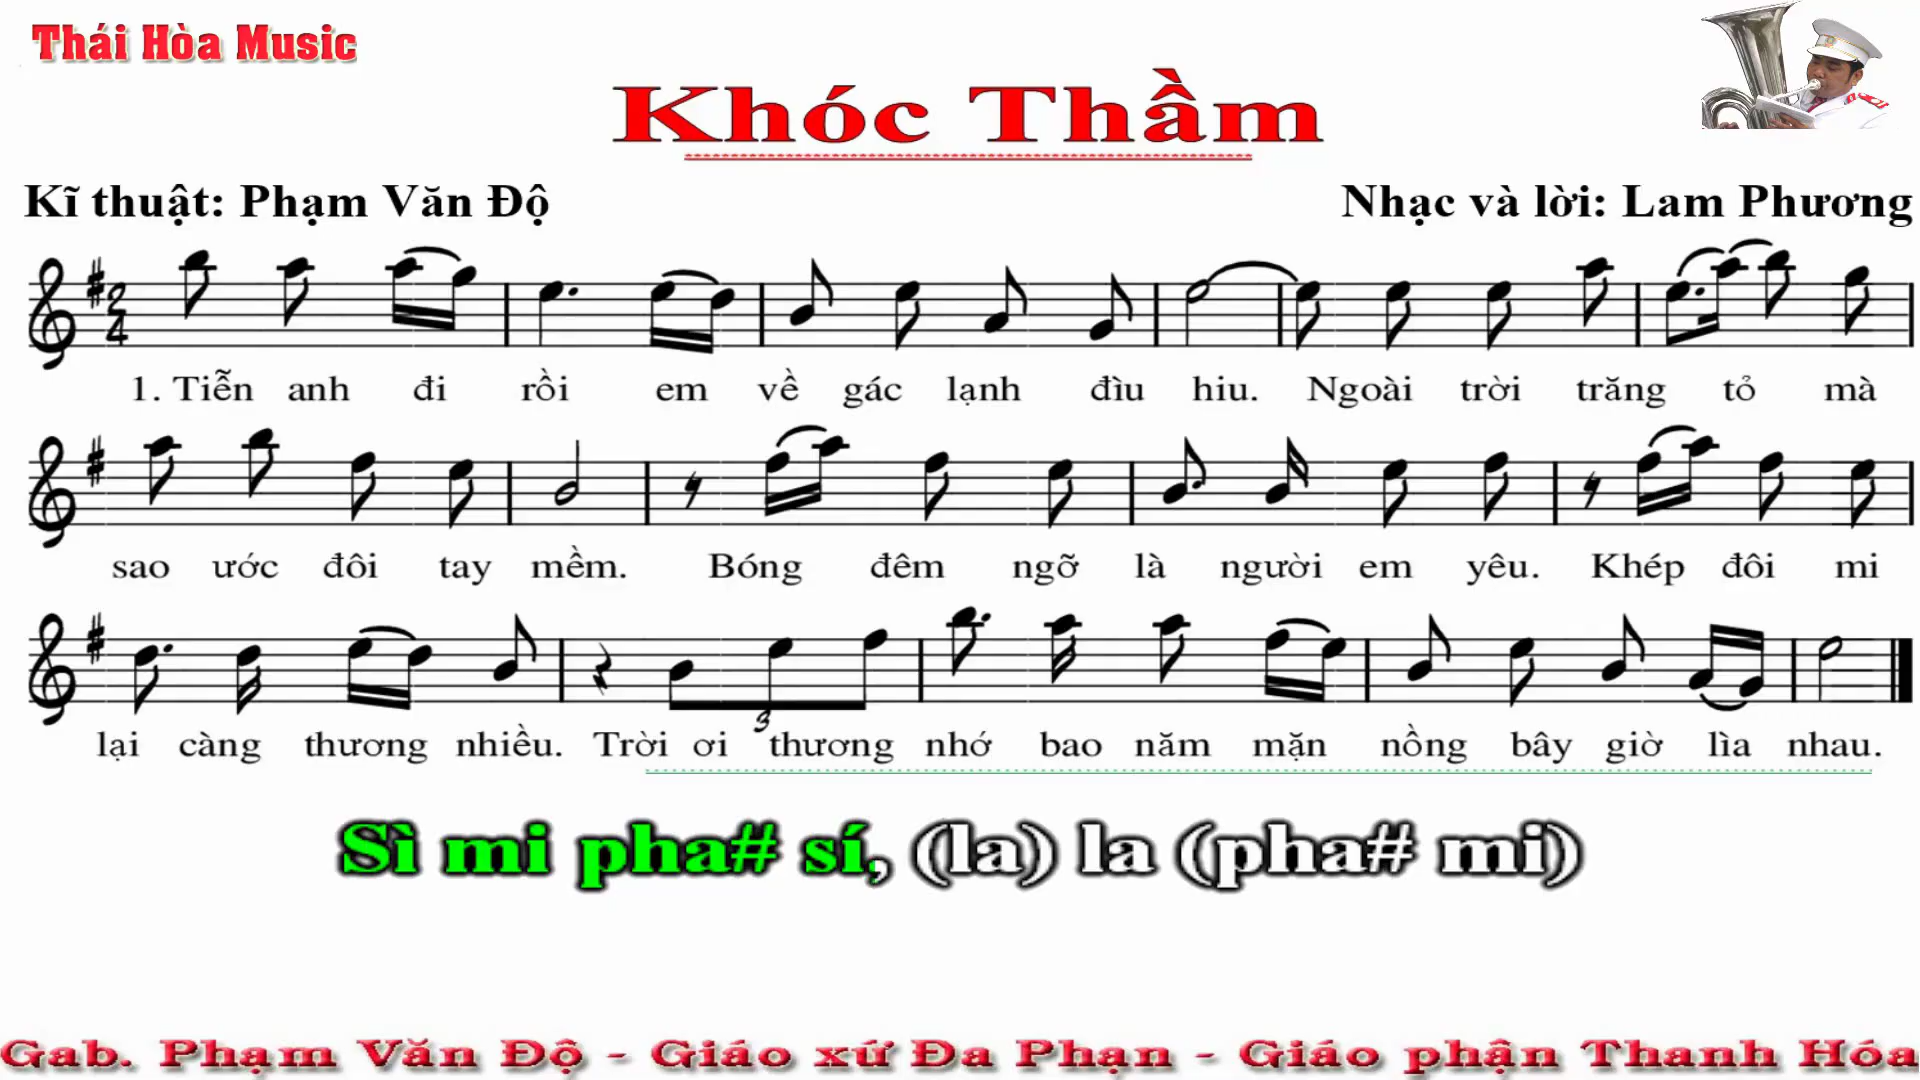 Thái Hòa Music
Khóc Thầm
Kĩ thuật: Phạm Văn Độ
Nhạc và lời: Lam Phương
2
4
1. Tiễn anh đi rồi em về gác lạnh đìu hiu. Ngoài trời trăng tỏ mà
sao ước đôi tay mềm. Bóng đêm ngỡ là người em yêu. Khép đôi mi
3
lại càng thương nhiều. Trời ơi thương nhớ bao năm mặn nồng bây giờ lìa nhau.
Sì mi pha# sí, (la) la (pha# mi)
Gab. Phạm Văn Độ - Giáo xứ Đa Phạn - Giáo phận Thanh Hóa